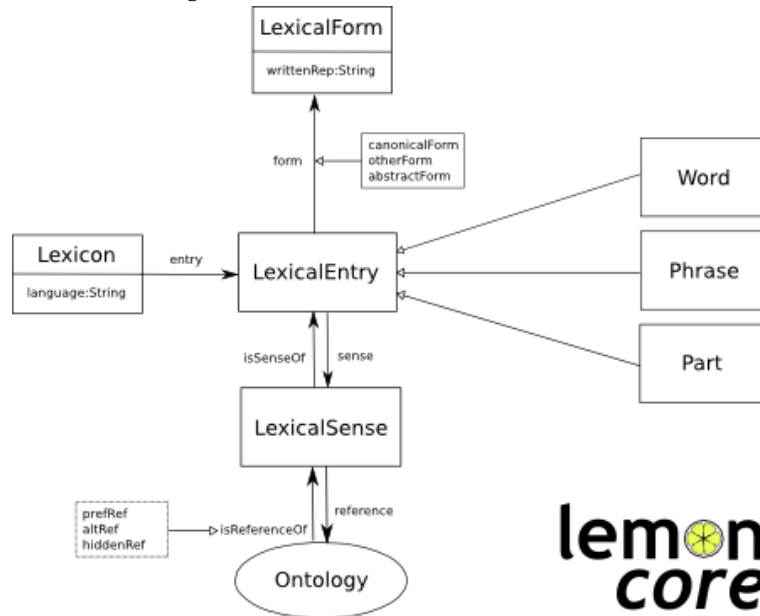 LexicalForm
writtenRep:String
form
canonicalForm
otherForm
abstractForm
Word
Lexicon
language:String
entry
LexicalEntry
Phrase
Part
isSenseOf
sense
LexicalSense
prefRef
altRef
hiddenRef
isReferenceOf
reference
Ontology
lemon
core